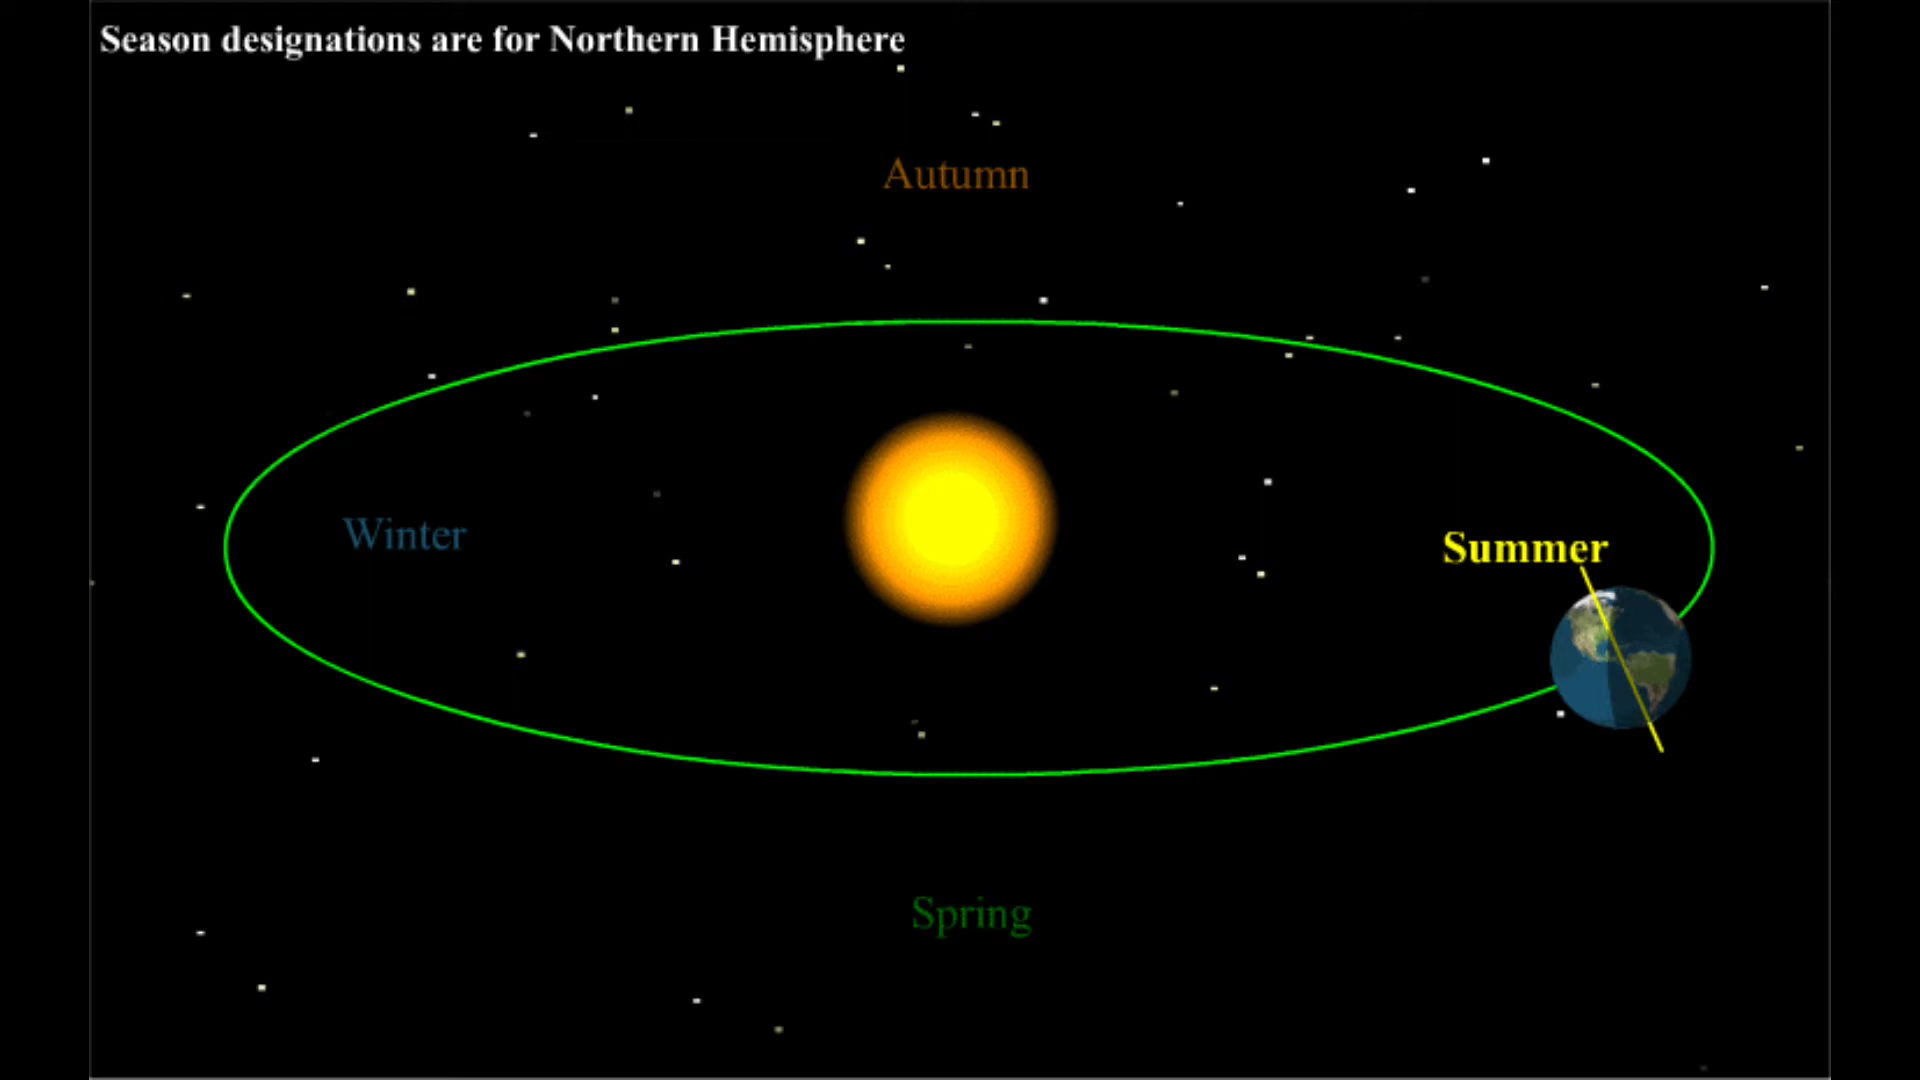 Season designations are for Northern Hemisphere
Autumn
Winter
Summer
Spring